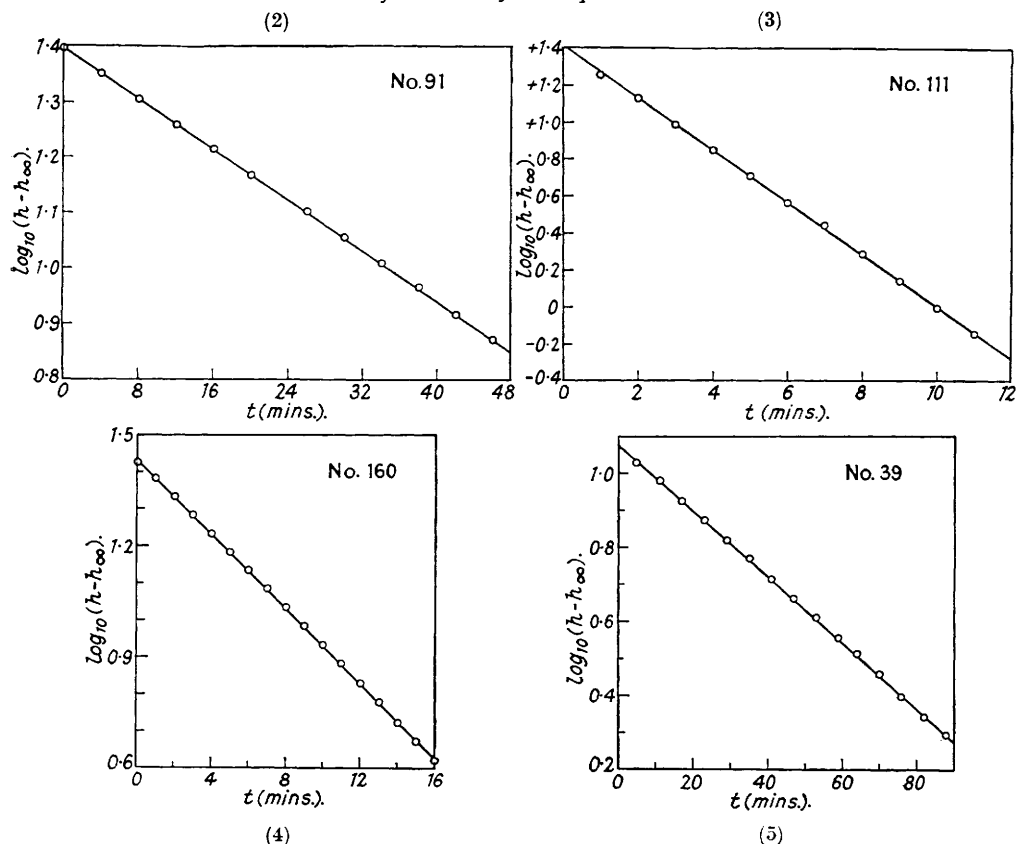 (2)
(3)
1·4
1·3
1·2
1·1
1·0
0·9
0·8
log10(h-h∞).
No. 91
0 8 16 24 32 40 48
t (mins.).
+1·4
+1·2
+1·0
0·8
0·6
0·4
0·2
0
-0·2
-0·4
log10(h-h∞).
No. 111
0 2 4 6 8 10 12
t (mins.).
1·5
1·2
0·9
0·6
log10(h-h∞).
No. 160
0 4 8 12 16
t (mins.).
1·0
0·8
0·6
0·4
0·2
log10(h-h∞).
No. 39
0 20 40 60 80
t (mins.).
(4)
(5)